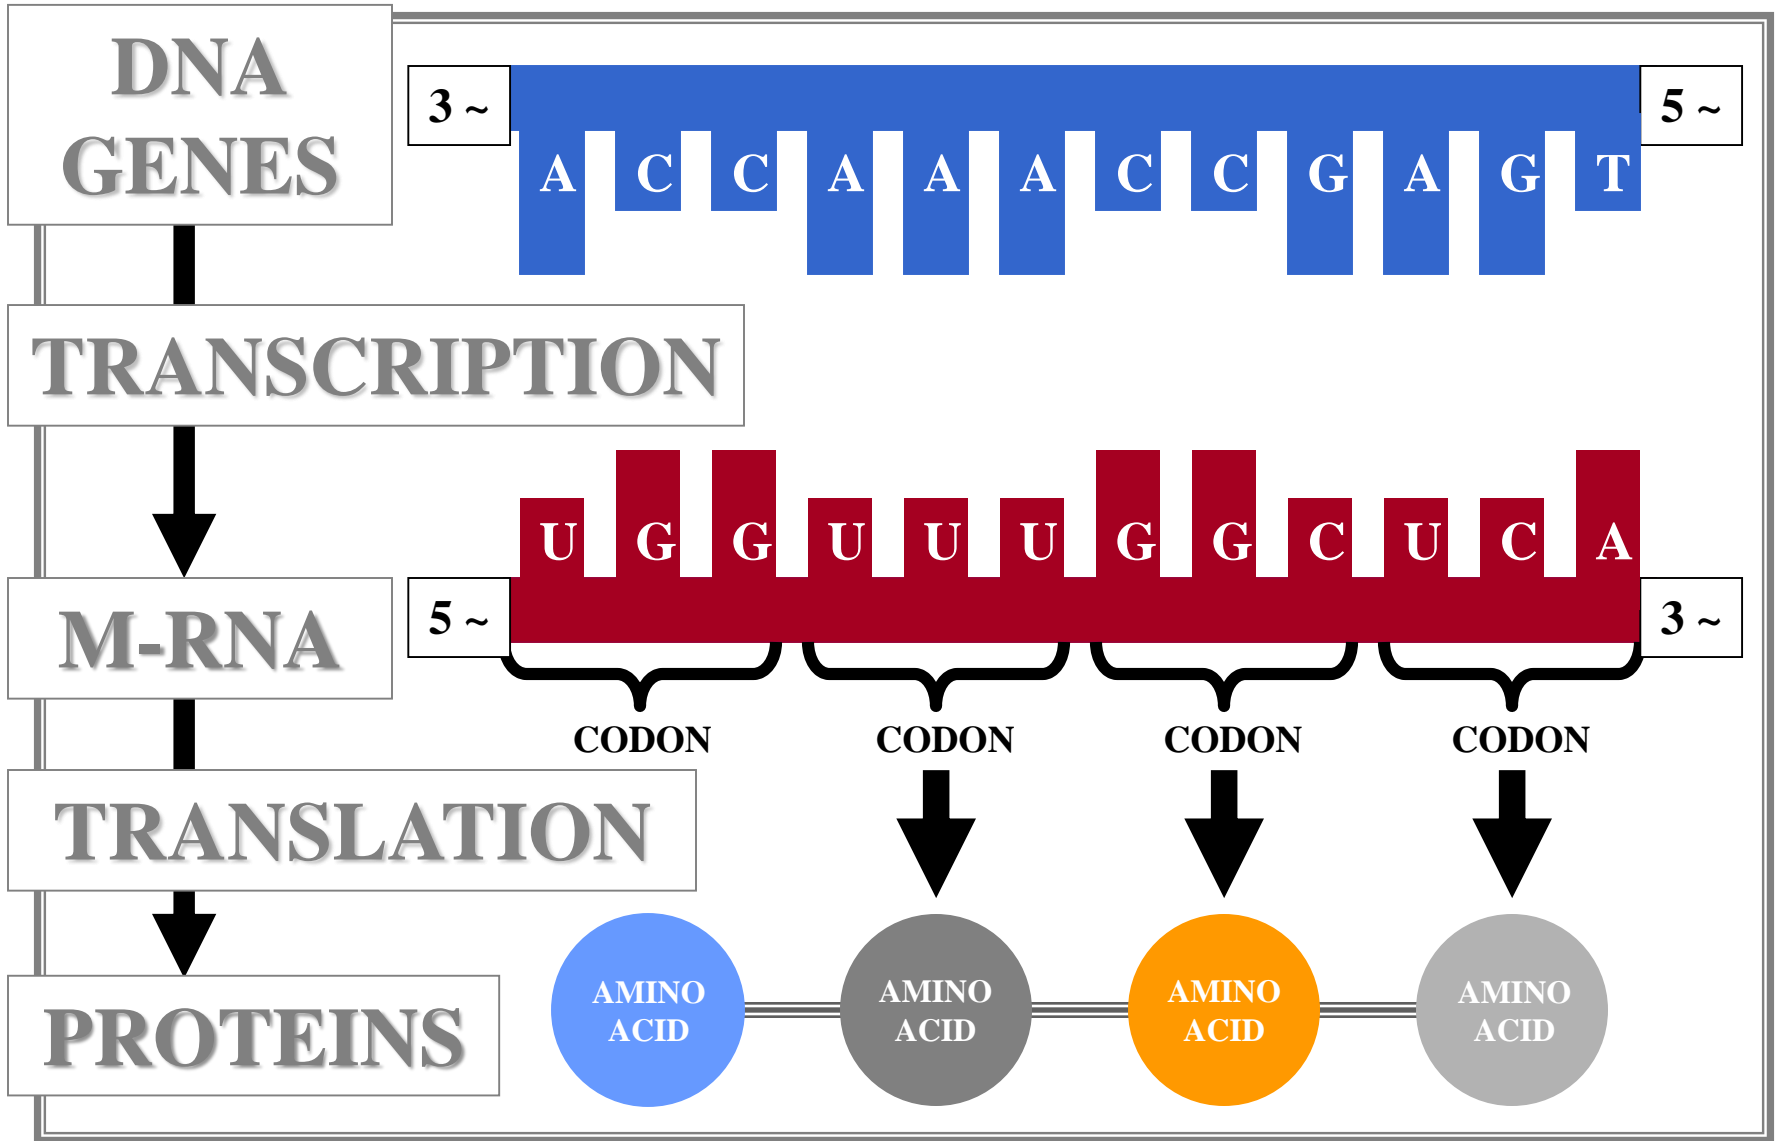 DNA
GENES
3 ~
5 ~
A C C A A A C C G A G T
TRANSCRIPTION
U G G U U U G G C U C A
M-RNA
5 ~
3 ~
CODON CODON CODON CODON
TRANSLATION
PROTEINS
AMINO
ACID
AMINO
ACID
AMINO
ACID
AMINO
ACID